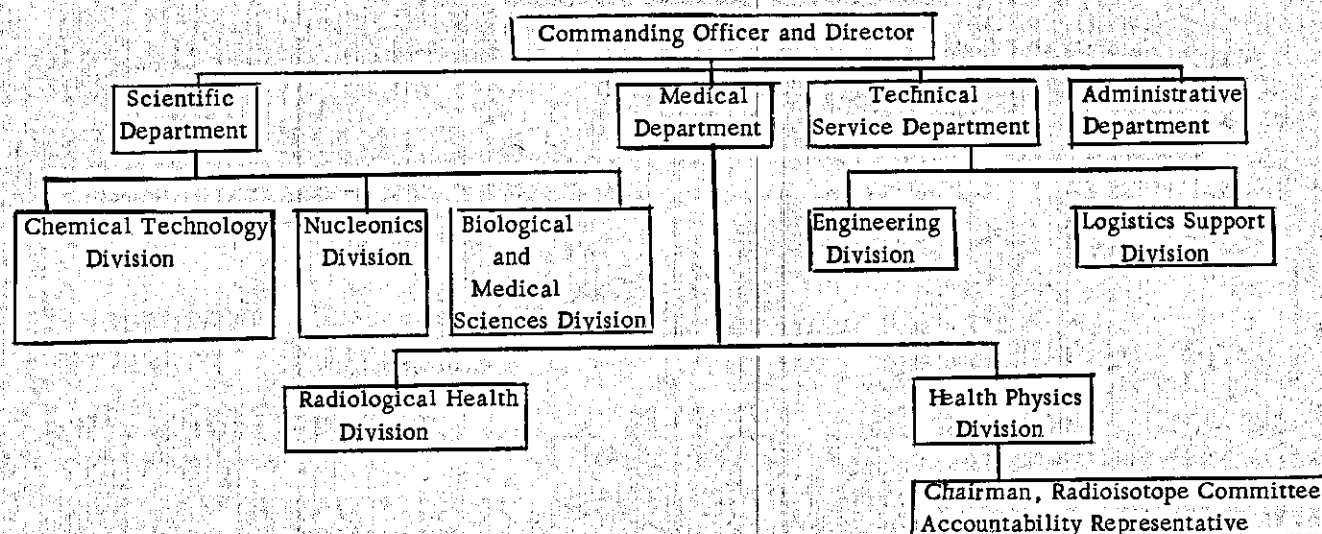 Commanding Officer and Director
Scientific
Department
Medical
Department
Technical
Service Department
Administrative
Department
Chemical Technology
Division
Nucleonics
Division
Biological
and
Medical
Sciences Division
Engineering
Division
Logistics Support
Division
Radiological Health
Division
Health Physics
Division
Chairman, Radioisotope Committee
Accountability Representative